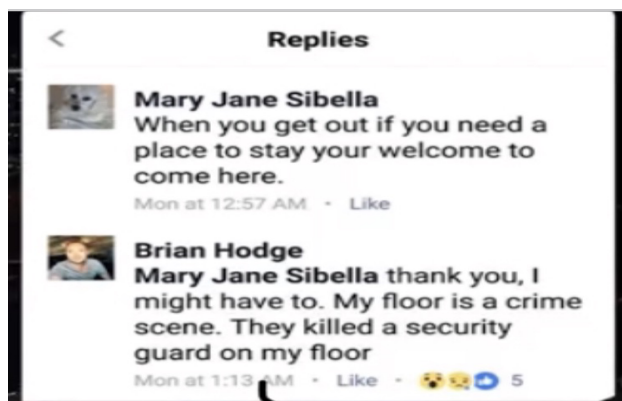 Replies
Mary Jane Sibella
When you get out if you need a
place to stay your welcome to
come here.
Mon at 12:57 AM · Like
Brian Hodge
Mary Jane Sibella thank you, I
might have to. My floor is a crime
scene. They killed a security
guard on my floor
Mon at 1:13 AM · Like · 5